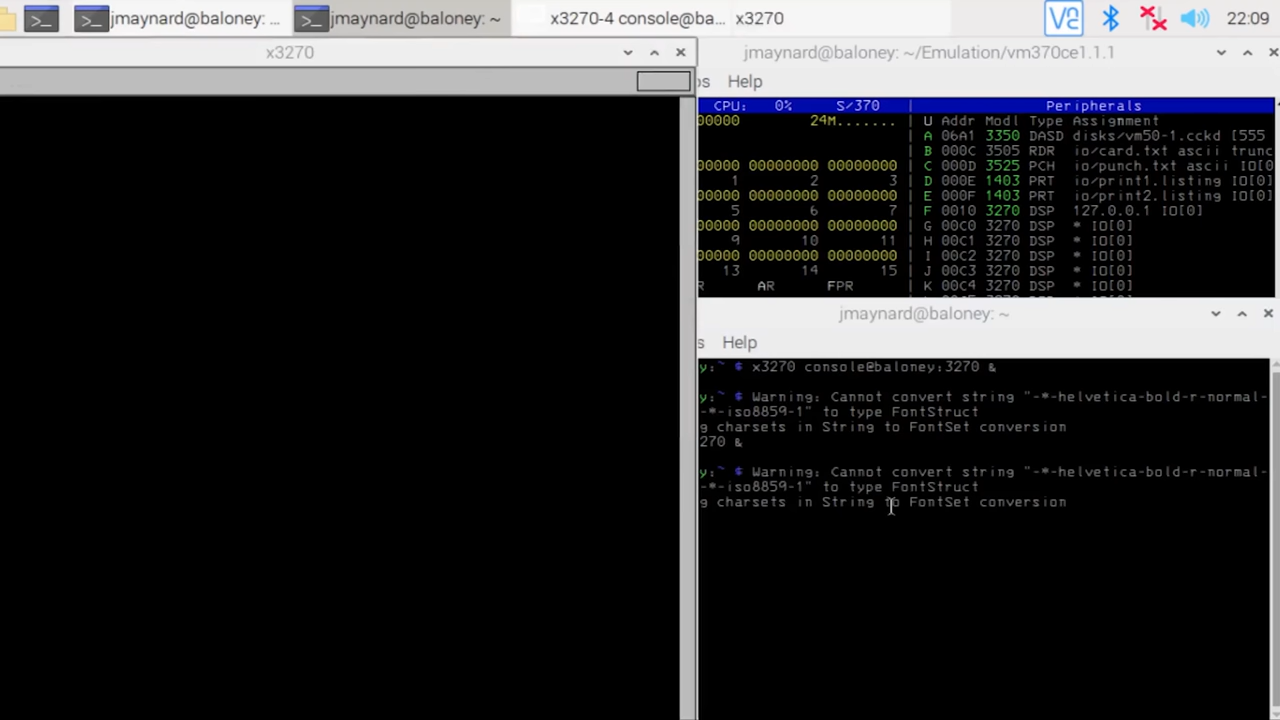 jmaynard@baloney: ...
jmaynard@baloney: ~
x3270-4 console@ba...
x3270
V2
22:09
x3270
jmaynard@baloney: ~/Emulation/vm370ce1.1.1
os Help
CPU: 0% S/370 | Peripherals
00000 24M....... | U Addr Modl Type Assignment
| A 06A1 3350 DASD disks/vm50-1.cckd [555
| B 000C 3505 RDR io/card.txt ascii trunc
00000 00000000 00000000 | C 000D 3525 PCH io/punch.txt ascii IO[0
1 2 3 | D 000E 1403 PRT io/print1.listing IO[0]
00000 00000000 00000000 | E 000F 1403 PRT io/print2.listing IO[0]
5 6 7 | F 0010 3270 DSP 127.0.0.1 IO[0]
00000 00000000 00000000 | G 00C0 3270 DSP * IO[0]
9 10 11 | H 00C1 3270 DSP * IO[0]
00000 00000000 00000000 | I 00C2 3270 DSP * IO[0]
13 14 15 | J 00C3 3270 DSP * IO[0]
R AR FPR | K 00C4 3270 DSP * IO[0]
jmaynard@baloney: ~
s Help
y:~ $ x3270 console@baloney:3270 &
y:~ $ Warning: Cannot convert string "-*-helvetica-bold-r-normal-
-*-iso8859-1" to type FontStruct
g charsets in String to FontSet conversion
270 &
y:~ $ Warning: Cannot convert string "-*-helvetica-bold-r-normal-
-*-iso8859-1" to type FontStruct
g charsets in String to FontSet conversion